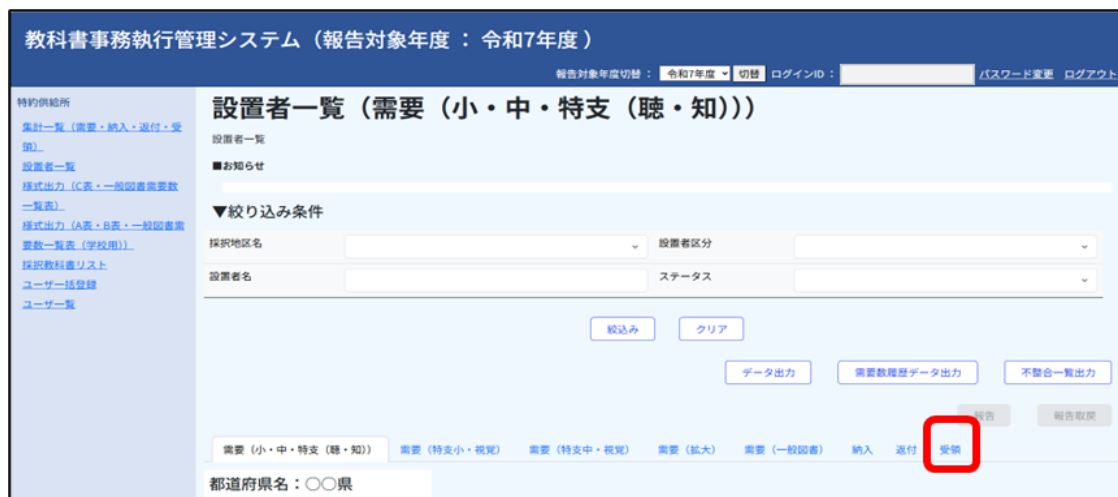 教科書事務執行管理システム（報告対象年度 ： 令和7年度 ）
報告対象年度切替 ： 令和7年度 切替 ログインID ： パスワード変更 ログアウト
特約供給所
集計一覧（需要・納入・返付・受
領）
設置者一覧
様式出力（C表・一般図書需要数
一覧表）
様式出力（A表・B表・一般図書需
要数一覧表（学校用））
採択教科書リスト
ユーザー括登録
ユーザー覧
設置者一覧（需要（小・中・特支（聴・知)））
設置者一覧
■お知らせ
▼絞り込み条件
採択地区名 設置者区分
設置者名 ステータス
絞込み クリア
データ出力 需要数履歴データ出力 不整合一覧出力
報告 報告取戻
需要（小・中・特支（聴・知）） 需要（特支小・視覚） 需要（特支中・視覚） 需要（拡大） 需要（一般図書） 納入 返付 受領
都道府県名：○○県